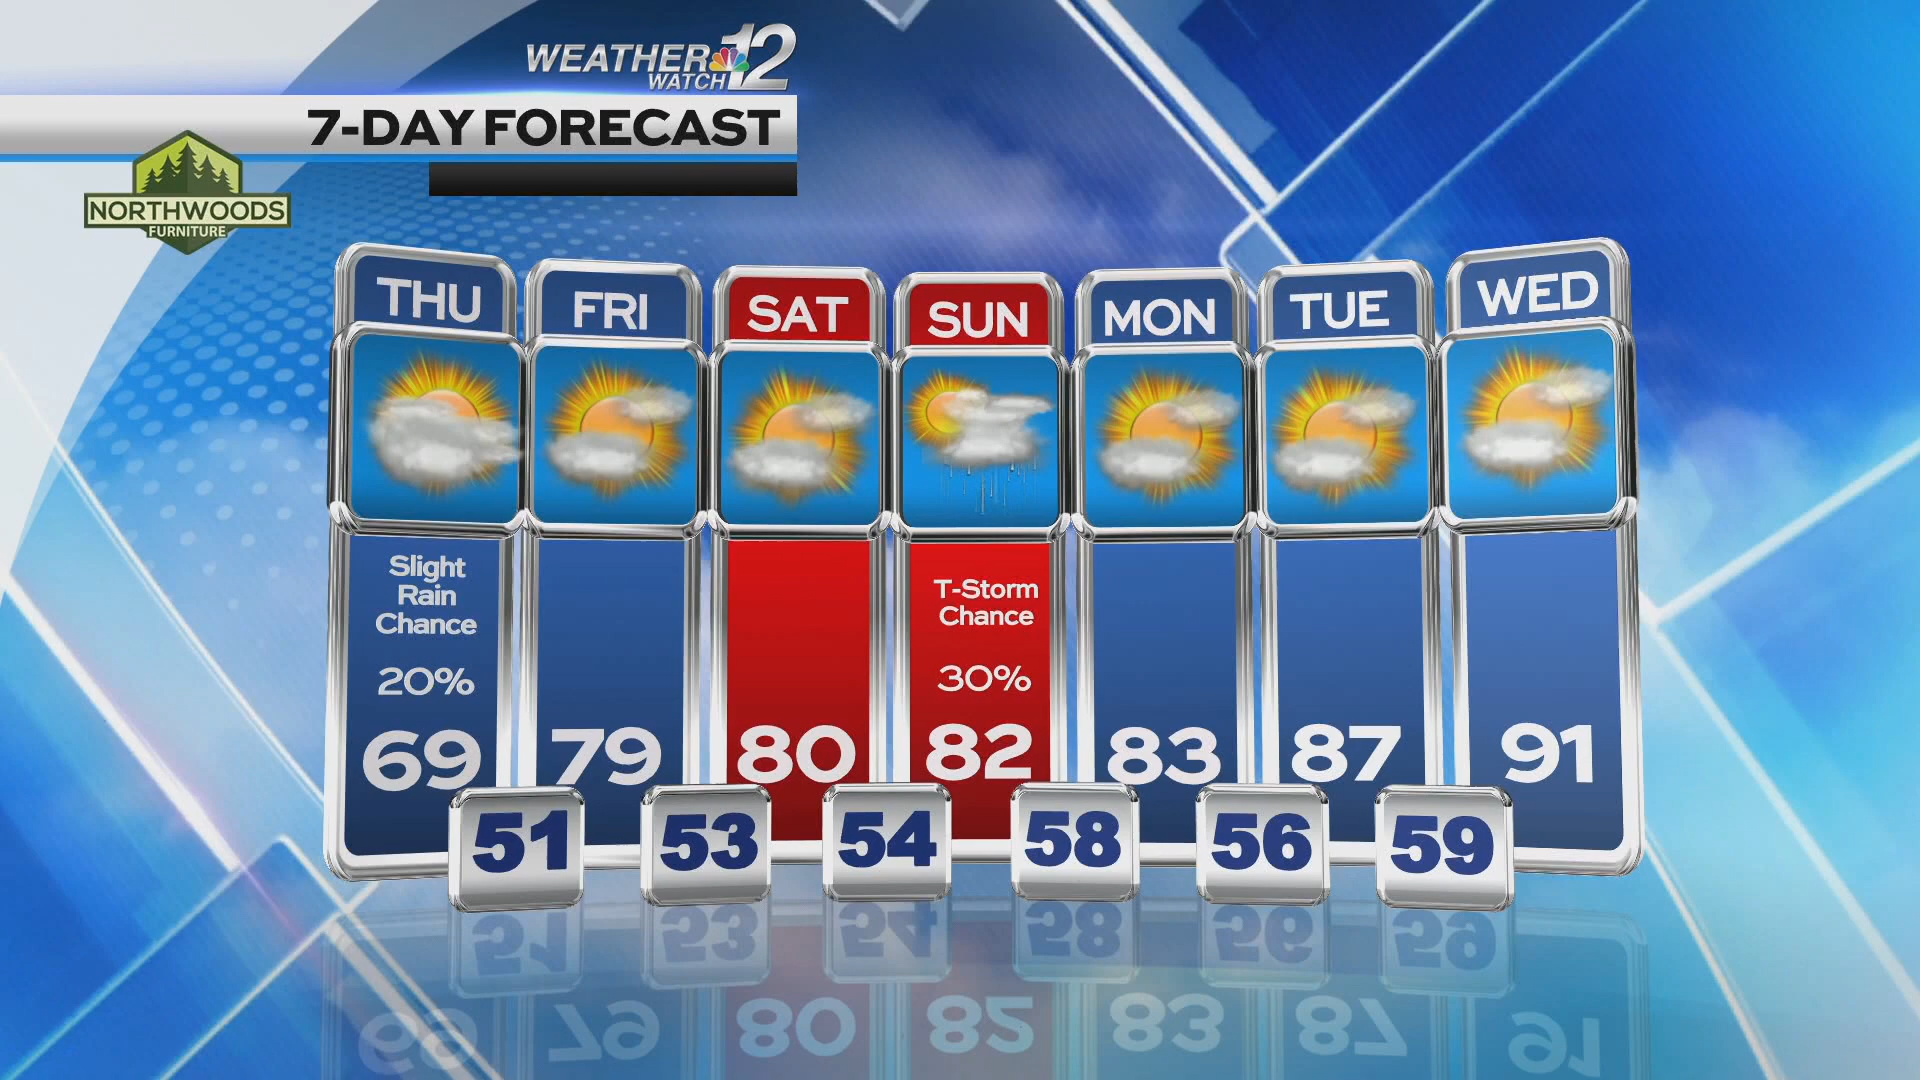 WEATHER 12
WATCH
7-DAY FORECAST
NORTHWOODS
FURNITURE
THU FRI SAT SUN MON TUE WED
Slight
Rain
Chance
20%
T-Storm
Chance
30%
69 79 80 82 83 87 91
51 53 54 58 56 59